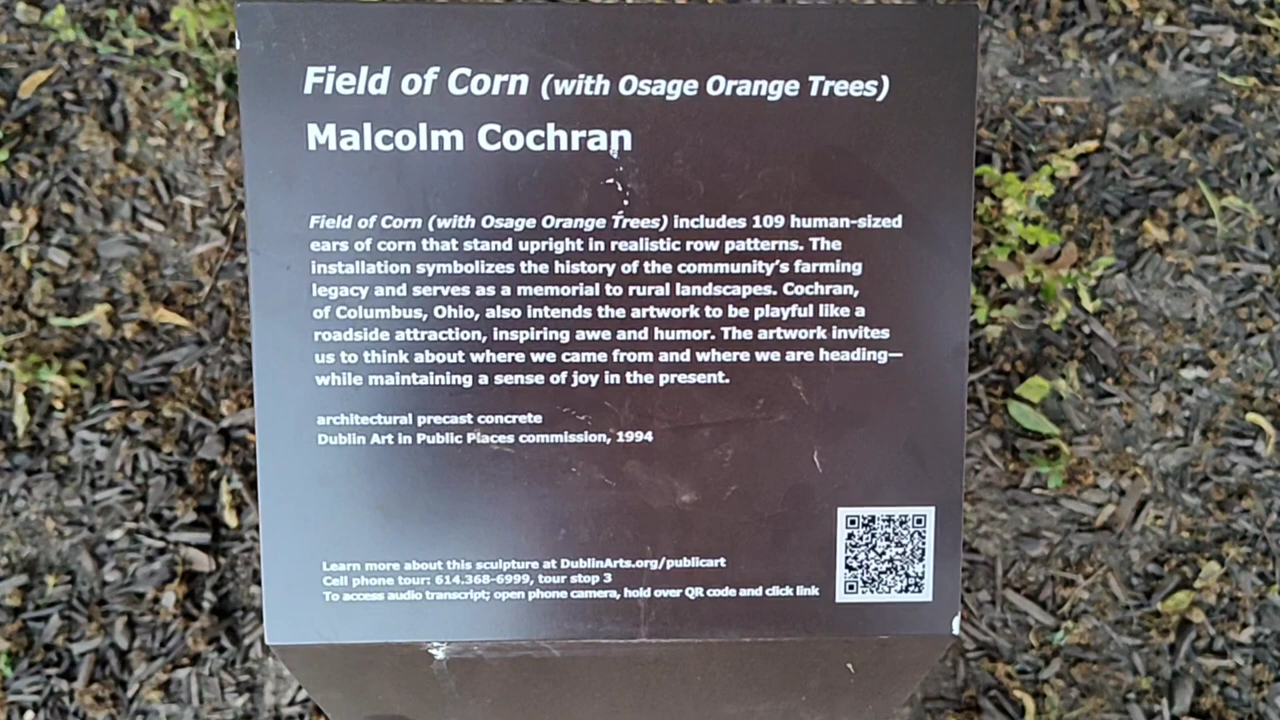 Field of Corn (with Osage Orange Trees)
Malcolm Cochran
Field of Corn (with Osage Orange Trees) includes 109 human-sized
ears of corn that stand upright in realistic row patterns. The
installation symbolizes the history of the community’s farming
legacy and serves as a memorial to rural landscapes. Cochran,
of Columbus, Ohio, also intends the artwork to be playful like a
roadside attraction, inspiring awe and humor. The artwork invites
us to think about where we came from and where we are heading—
while maintaining a sense of joy in the present.
architectural precast concrete
Dublin Art in Public Places commission, 1994
Learn more about this sculpture at DublinArts.org/publicart
Cell phone tour: 614.368-6999, tour stop 3
To access audio transcript; open phone camera, hold over QR code and click link